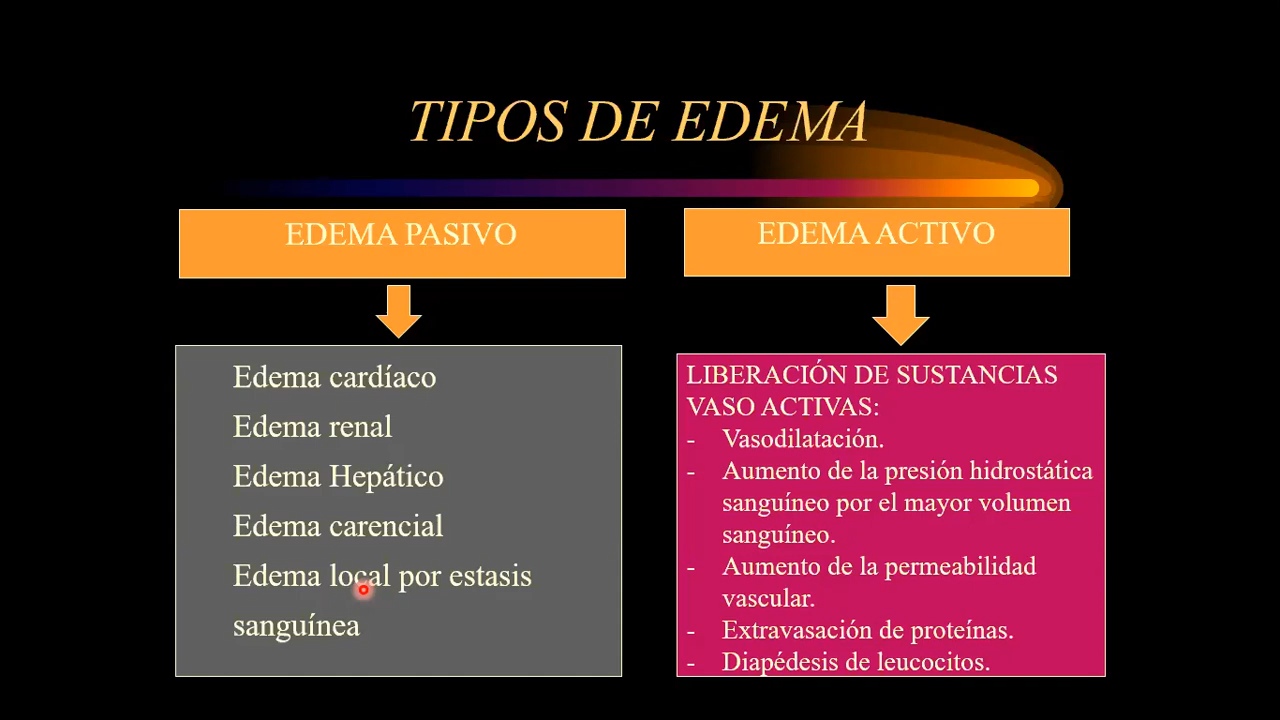 TIPOS DE EDEMA
EDEMA PASIVO
Edema cardíaco
Edema renal
Edema Hepático
Edema carencial
Edema local por estasis
sanguínea
EDEMA ACTIVO
LIBERACIÓN DE SUSTANCIAS
VASO ACTIVAS:
- Vasodilatación.
- Aumento de la presión hidrostática
sanguíneo por el mayor volumen
sanguíneo.
- Aumento de la permeabilidad
vascular.
- Extravasación de proteínas.
- Diapédesis de leucocitos.